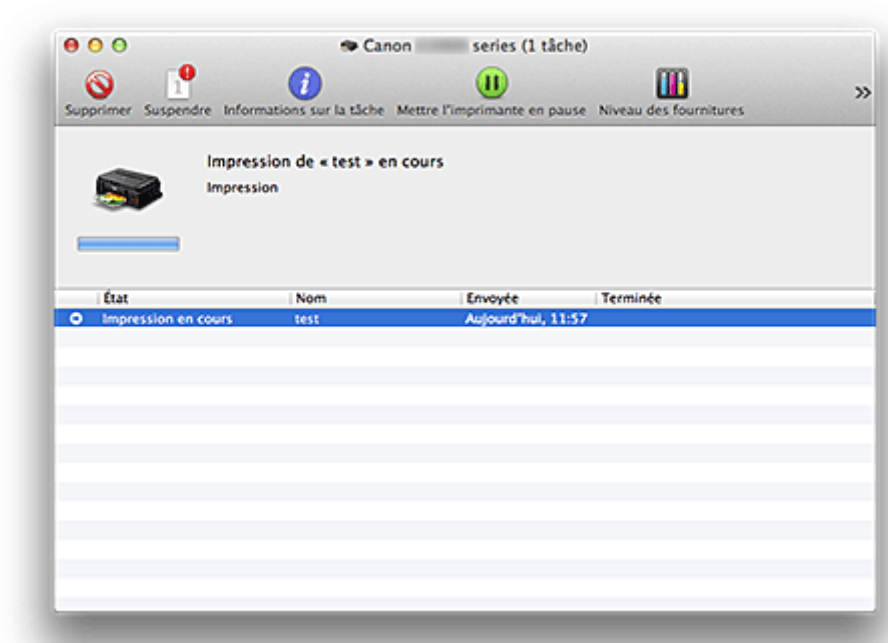 Canon series (1 tâche)
Supprimer Suspendre Informations sur la tâche Mettre l'imprimante en pause Niveau des fournitures
Impression de « test » en cours
Impression
État Nom Envoyée Terminée
Impression en cours test Aujourd'hui, 11:57